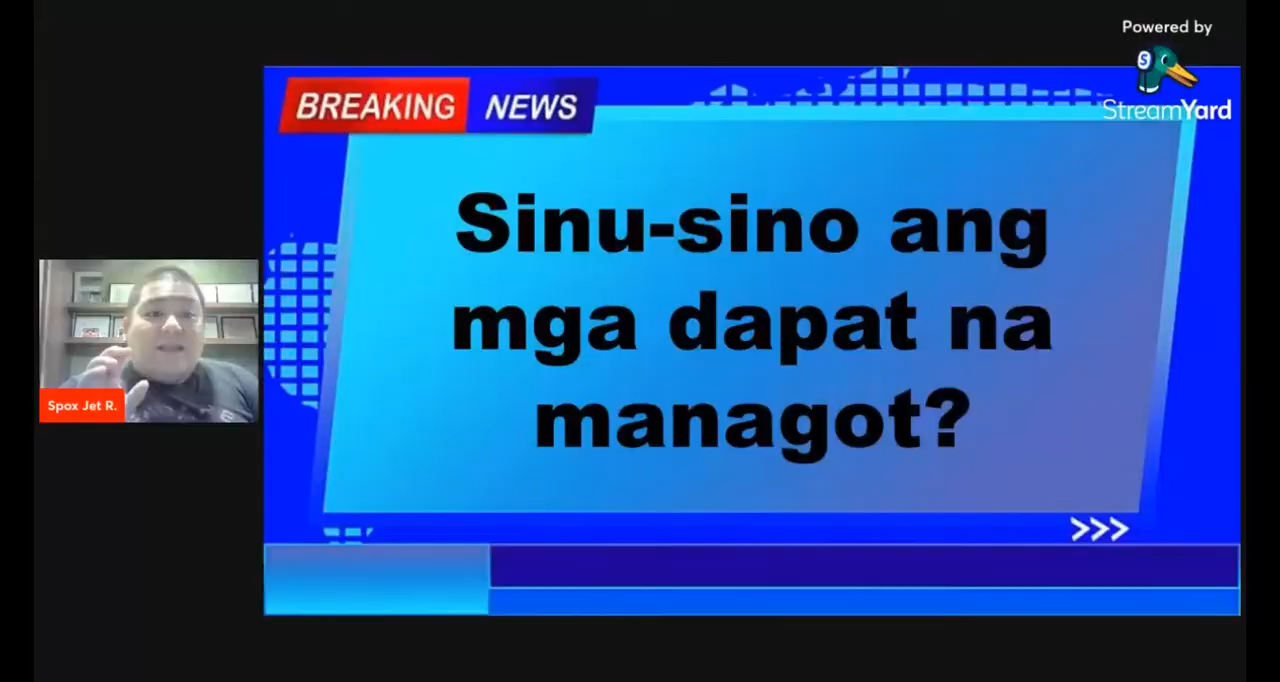 Powered by
StreamYard
BREAKING NEWS
Sinu-sino ang
mga dapat na
managot?
Spox Jet R.
>>>